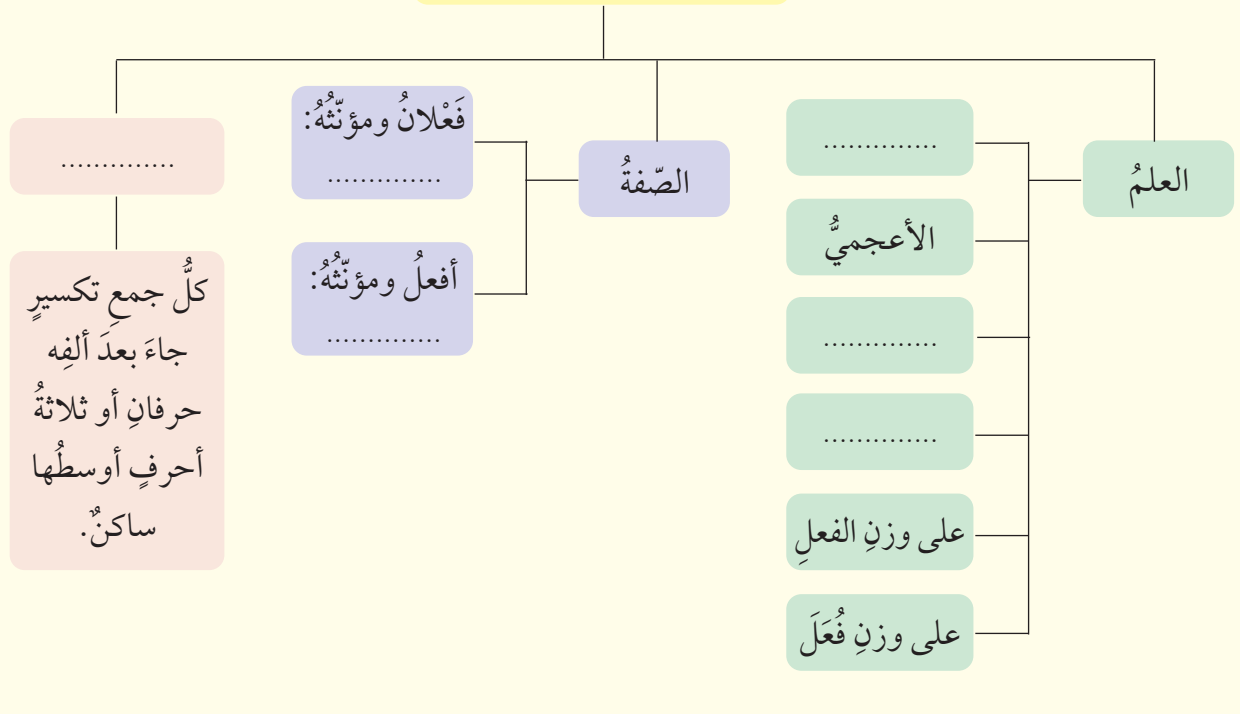 العلمُ
..............
الأعجميُّ
..............
..............
على وزنِ الفعلِ
على وزنِ فُعَلَ
الصّفةُ
فَعْلانُ ومؤنّثُهُ:
..............
أفعلُ ومؤنّثُهُ:
..............
..............
كلُّ جمعِ تكسيرٍ
جاءَ بعدَ ألفِه
حرفانِ أو ثلاثةُ
أحرفٍ أوسطُها
ساكنٌ.